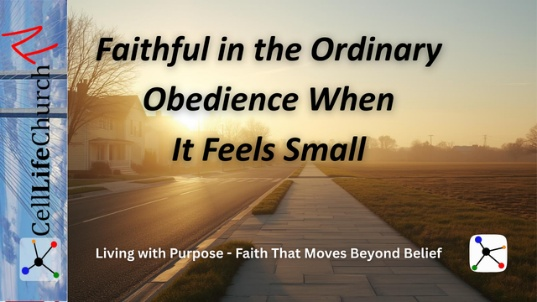 Faithful in the Ordinary
Obedience When
It Feels Small
Living with Purpose - Faith That Moves Beyond Belief
CellLifeChurch